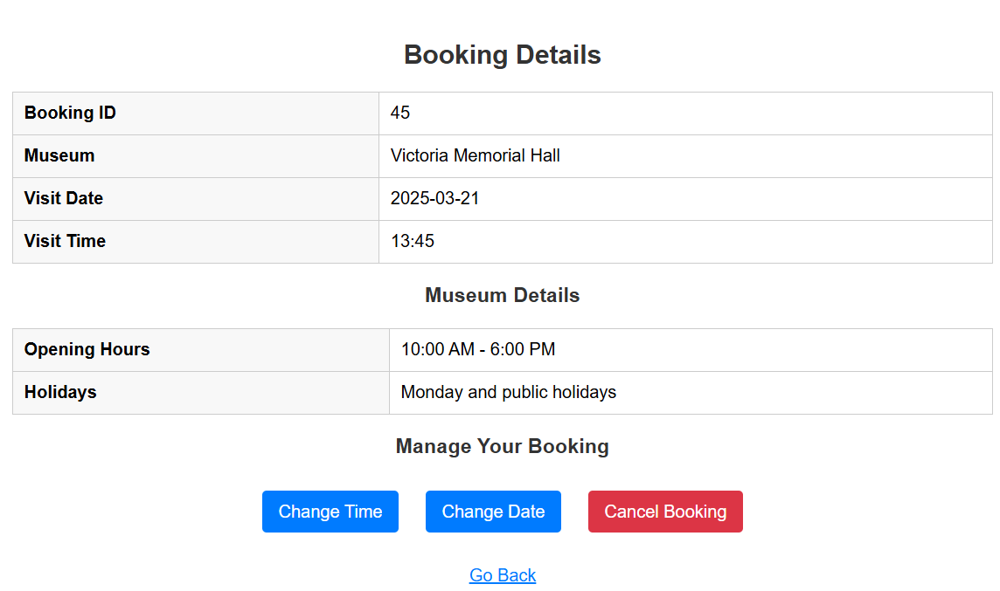 Booking Details
Booking ID 45
Museum Victoria Memorial Hall
Visit Date 2025-03-21
Visit Time 13:45
Museum Details
Opening Hours 10:00 AM - 6:00 PM
Holidays Monday and public holidays
Manage Your Booking
Change Time Change Date Cancel Booking
Go Back